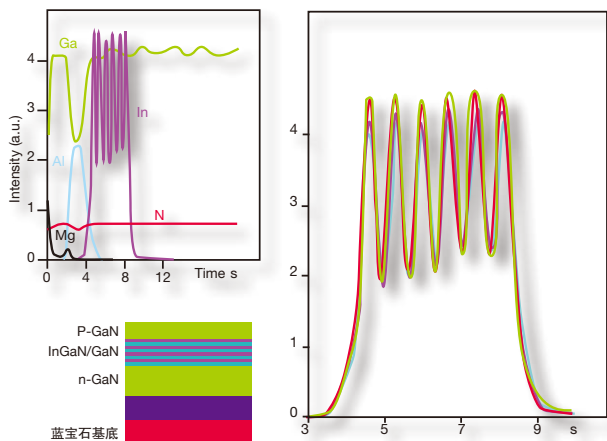 Intensity (a.u.)
4
3
2
1
0
Ga
Al
In
N
Mg
0 4 8 12 Time s
P-GaN
InGaN/GaN
n-GaN
蓝宝石基底
4
3
2
1
0
3 5 7 9 s